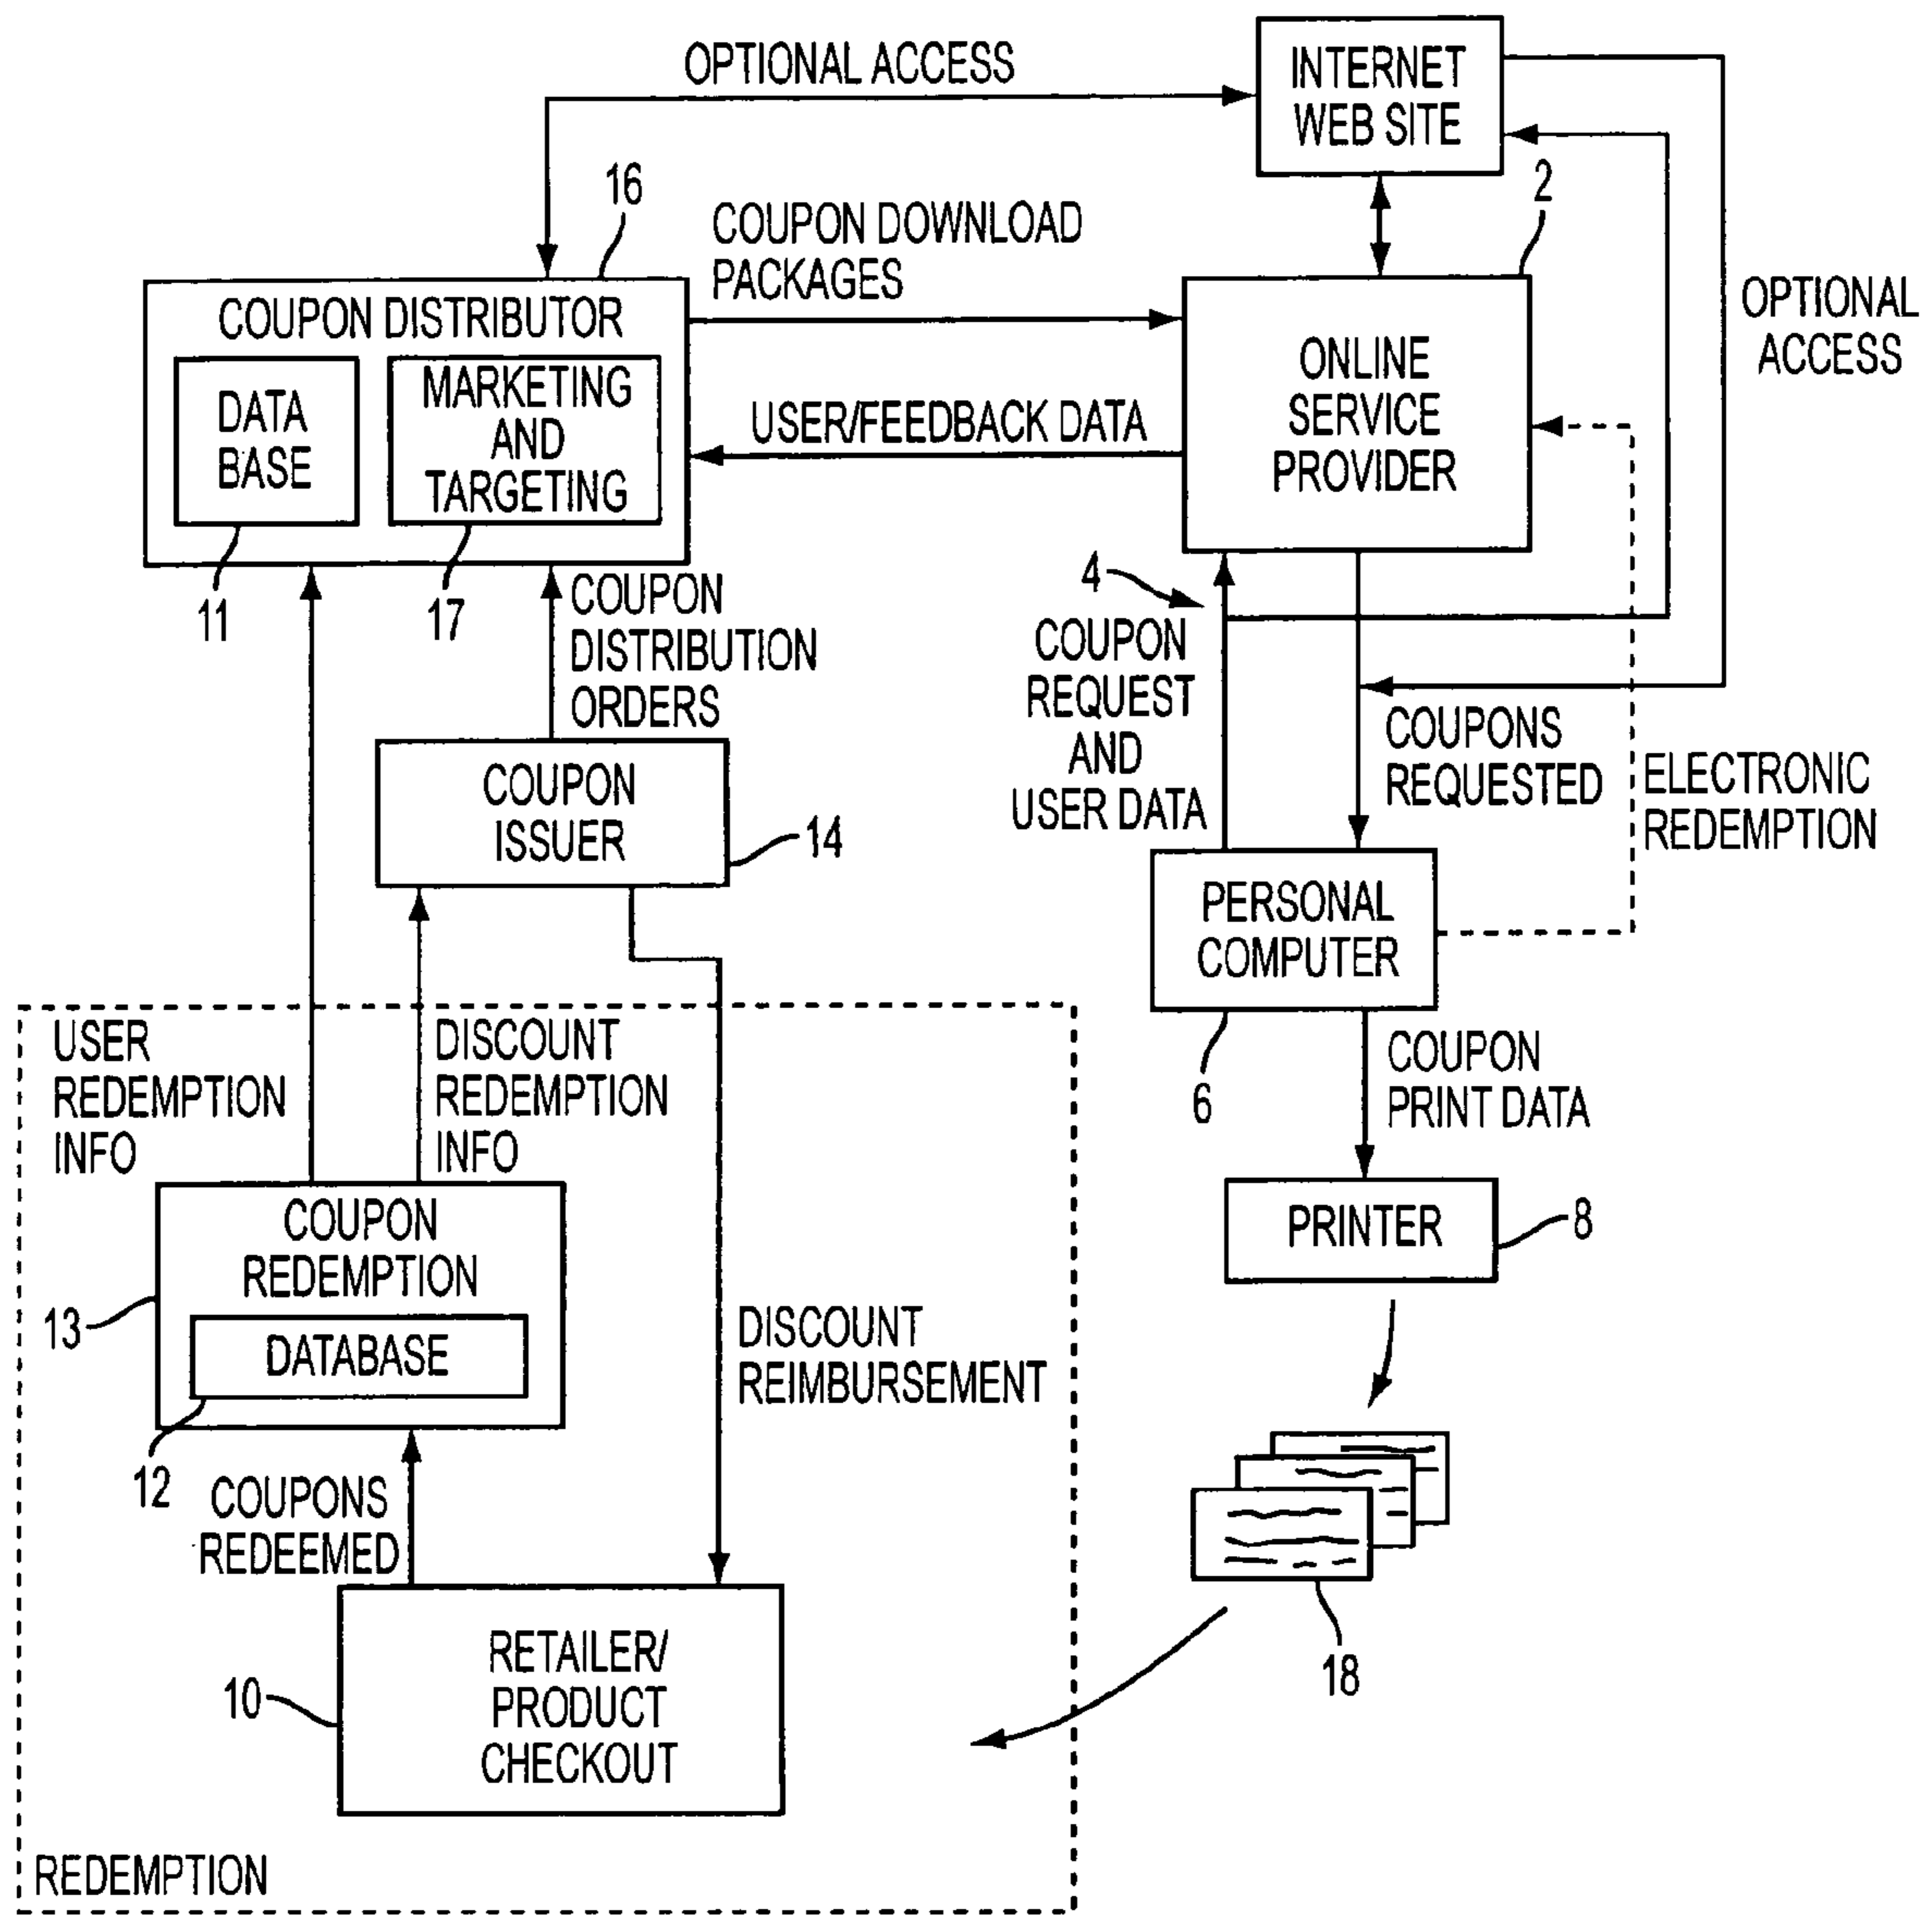 OPTIONAL ACCESS
INTERNET
WEB SITE
16
COUPON DOWNLOAD
PACKAGES
2
OPTIONAL
ACCESS
COUPON DISTRIBUTOR
DATA
BASE
MARKETING
AND
TARGETING
USER/FEEDBACK DATA
ONLINE
SERVICE
PROVIDER
11
17
COUPON
DISTRIBUTION
ORDERS
4
COUPON
REQUEST
AND
USER DATA
COUPONS
REQUESTED
ELECTRONIC
REDEMPTION
COUPON
ISSUER
14
PERSONAL
COMPUTER
6
COUPON
PRINT DATA
USER
REDEMPTION
INFO
DISCOUNT
REDEMPTION
INFO
COUPON
REDEMPTION
DATABASE
13
12
PRINTER
8
DISCOUNT
REIMBURSEMENT
COUPONS
REDEEMED
18
RETAILER/
PRODUCT
CHECKOUT
10
REDEMPTION